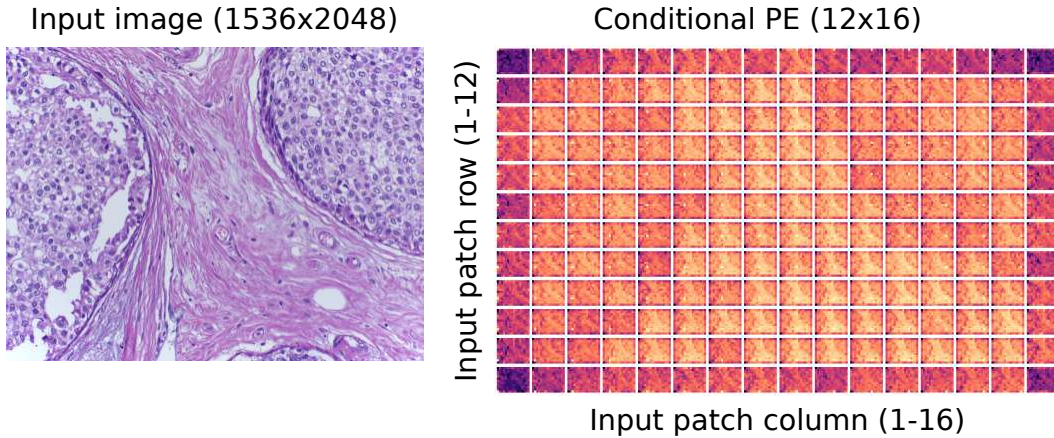 Input image (1536x2048)
Conditional PE (12x16)
Input patch row (1-12)
Input patch column (1-16)